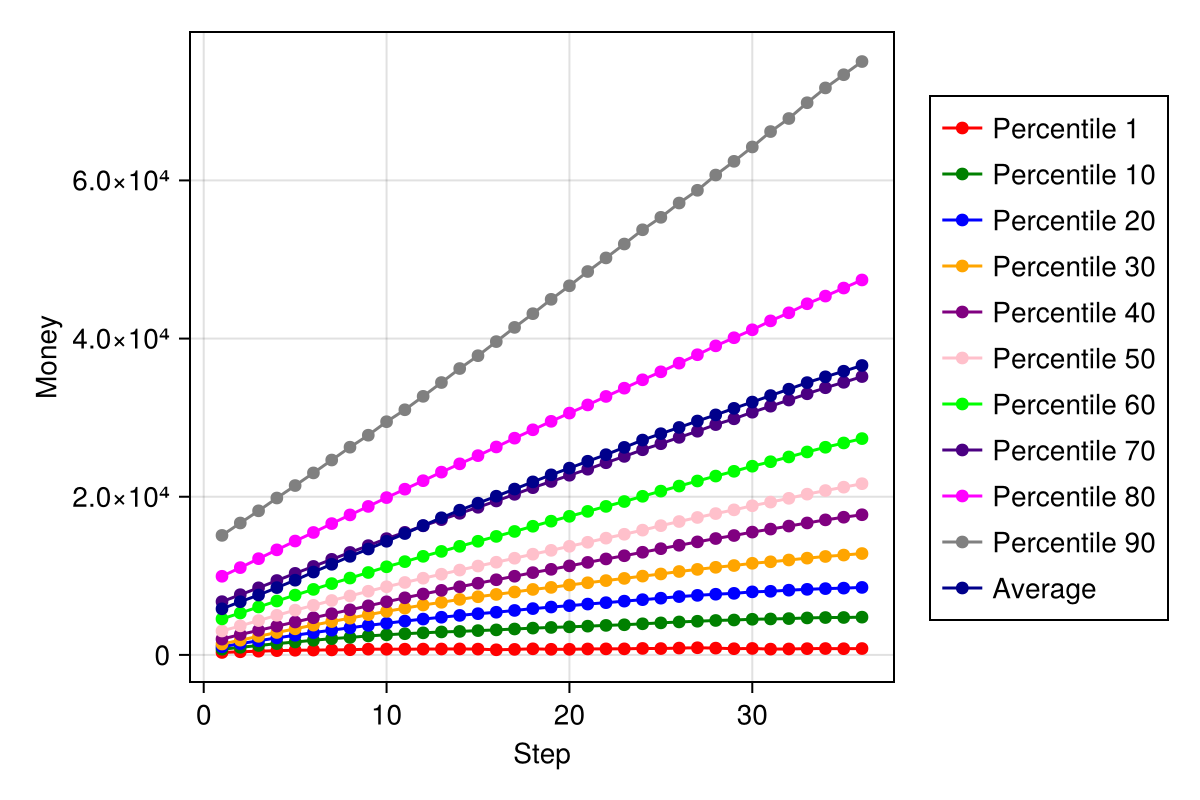 6.0×10⁴
4.0×10⁴
2.0×10⁴
0
Money
0 10 20 30
Step
Percentile 1
Percentile 10
Percentile 20
Percentile 30
Percentile 40
Percentile 50
Percentile 60
Percentile 70
Percentile 80
Percentile 90
Average